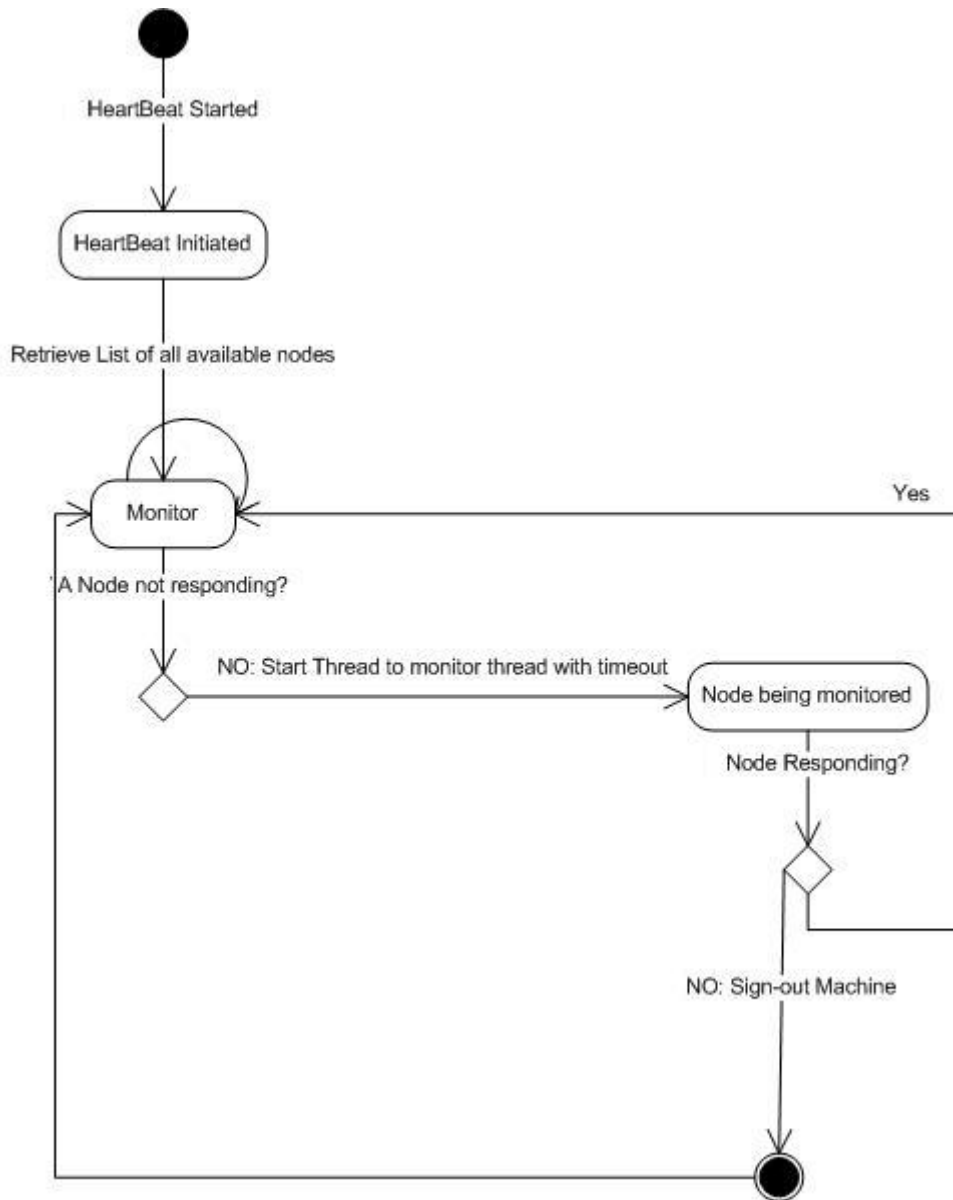 HeartBeat Started
HeartBeat Initiated
Retrieve List of all available nodes
Monitor
Yes
A Node not responding?
NO: Start Thread to monitor thread with timeout
Node being monitored
Node Responding?
NO: Sign-out Machine